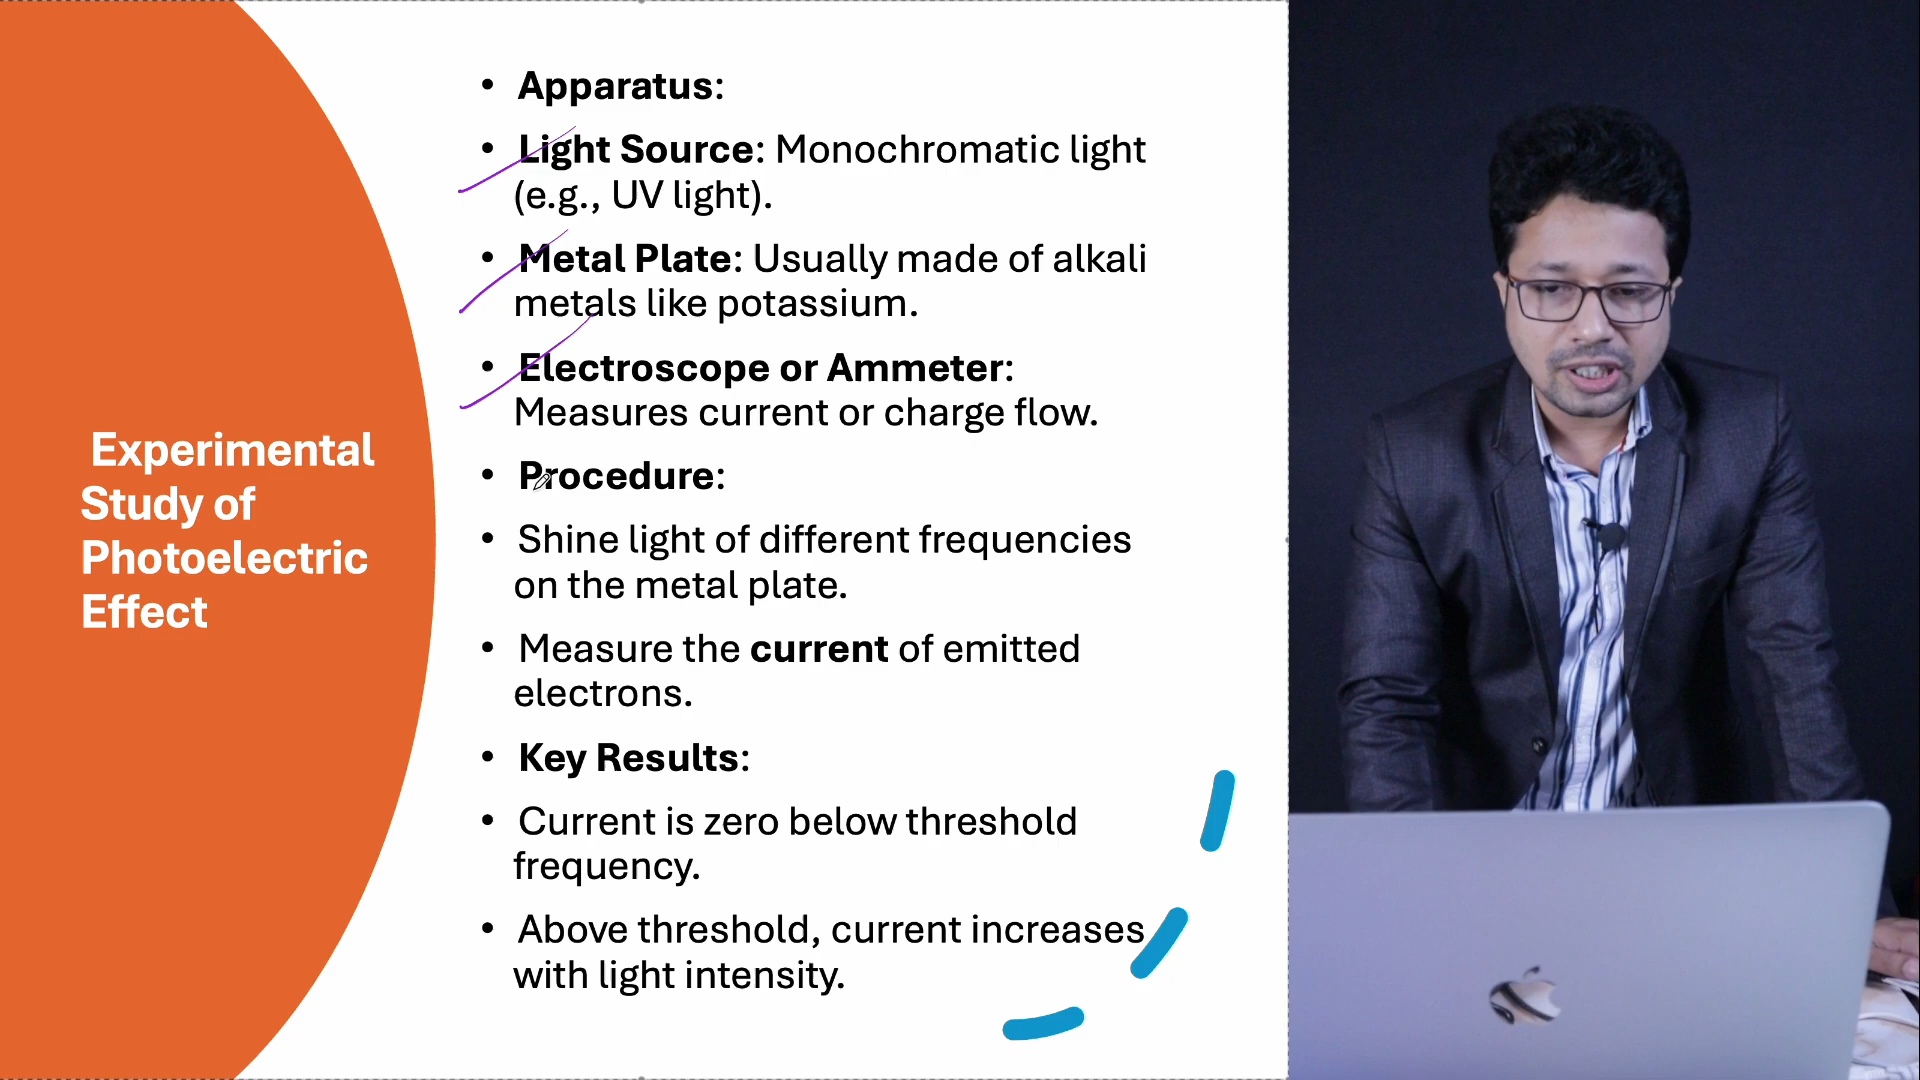 Experimental
Study of
Photoelectric
Effect
• Apparatus:
• Light Source: Monochromatic light
(e.g., UV light).
• Metal Plate: Usually made of alkali
metals like potassium.
• Electroscope or Ammeter:
Measures current or charge flow.
• Procedure:
• Shine light of different frequencies
on the metal plate.
• Measure the current of emitted
electrons.
• Key Results:
• Current is zero below threshold
frequency.
• Above threshold, current increases
with light intensity.